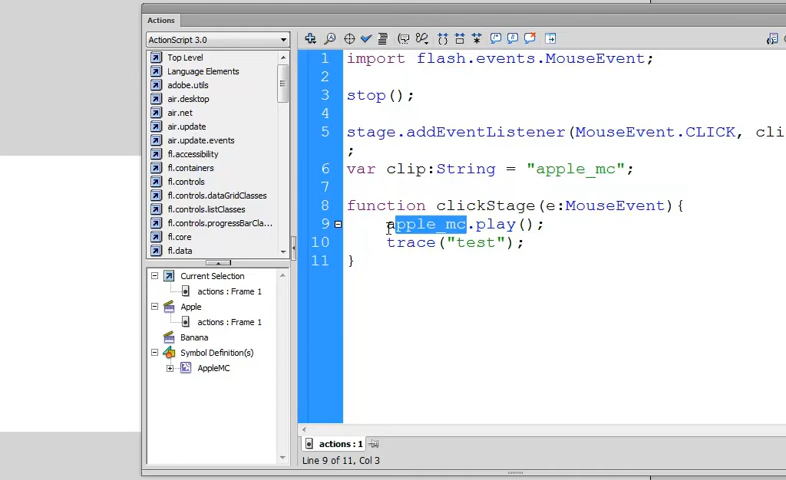 Actions
ActionScript 3.0
Top Level
Language Elements
adobe.utils
air.desktop
air.net
air.update
air.update.events
fl.accessibility
fl.containers
fl.controls
fl.controls.dataGridClasses
fl.controls.listClasses
fl.controls.progressBarCla...
fl.core
fl.data
Current Selection
actions : Frame 1
Apple
actions : Frame 1
Banana
Symbol Definition(s)
AppleMC
1 import flash.events.MouseEvent;
2
3 stop();
4
5 stage.addEventListener(MouseEvent.CLICK, cli
;
6 var clip:String = "apple_mc";
7
8 function clickStage(e:MouseEvent){
9 apple_mc.play();
10 trace("test");
11 }
actions : 1
Line 9 of 11, Col 3